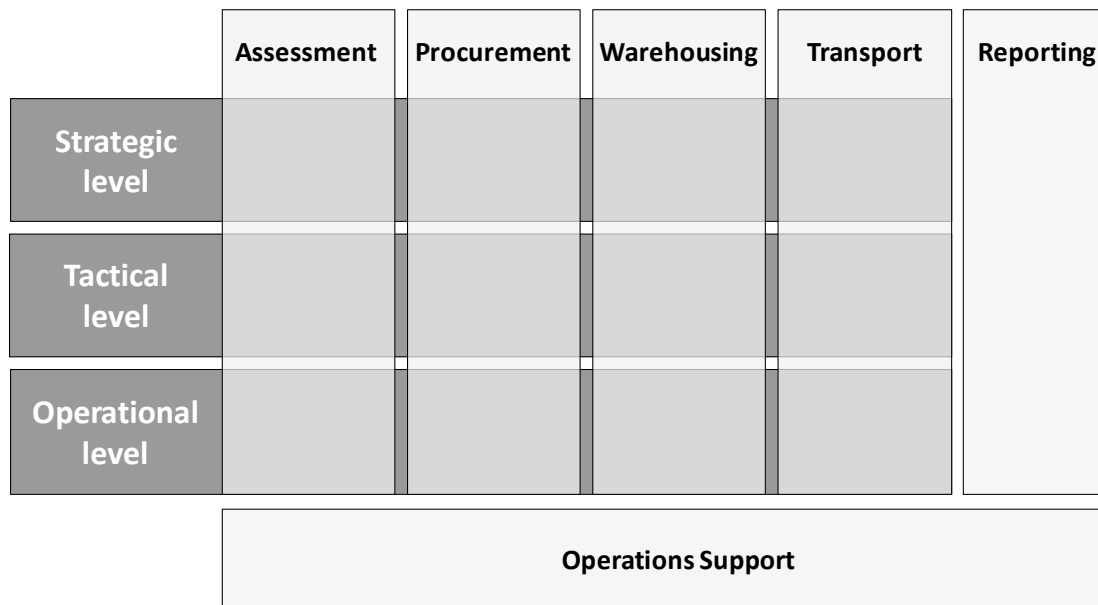 Assessment
Procurement
Warehousing
Transport
Reporting
Strategic
level
Tactical
level
Operational
level
Operations Support